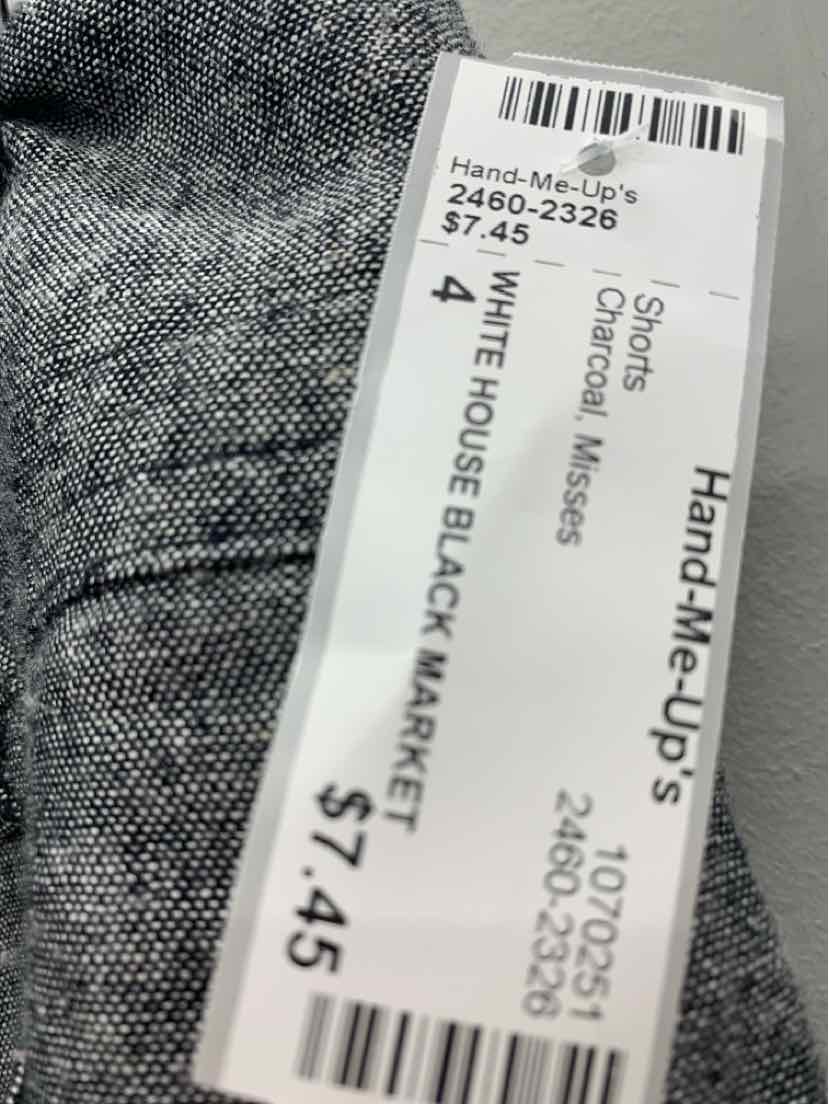 Hand-Me-Up's
2460-2326
$7.45
Hand-Me-Up's
Shorts
1070251
Charcoal, Misses
2460-2326
WHITE HOUSE BLACK MARKET
4
$7.45